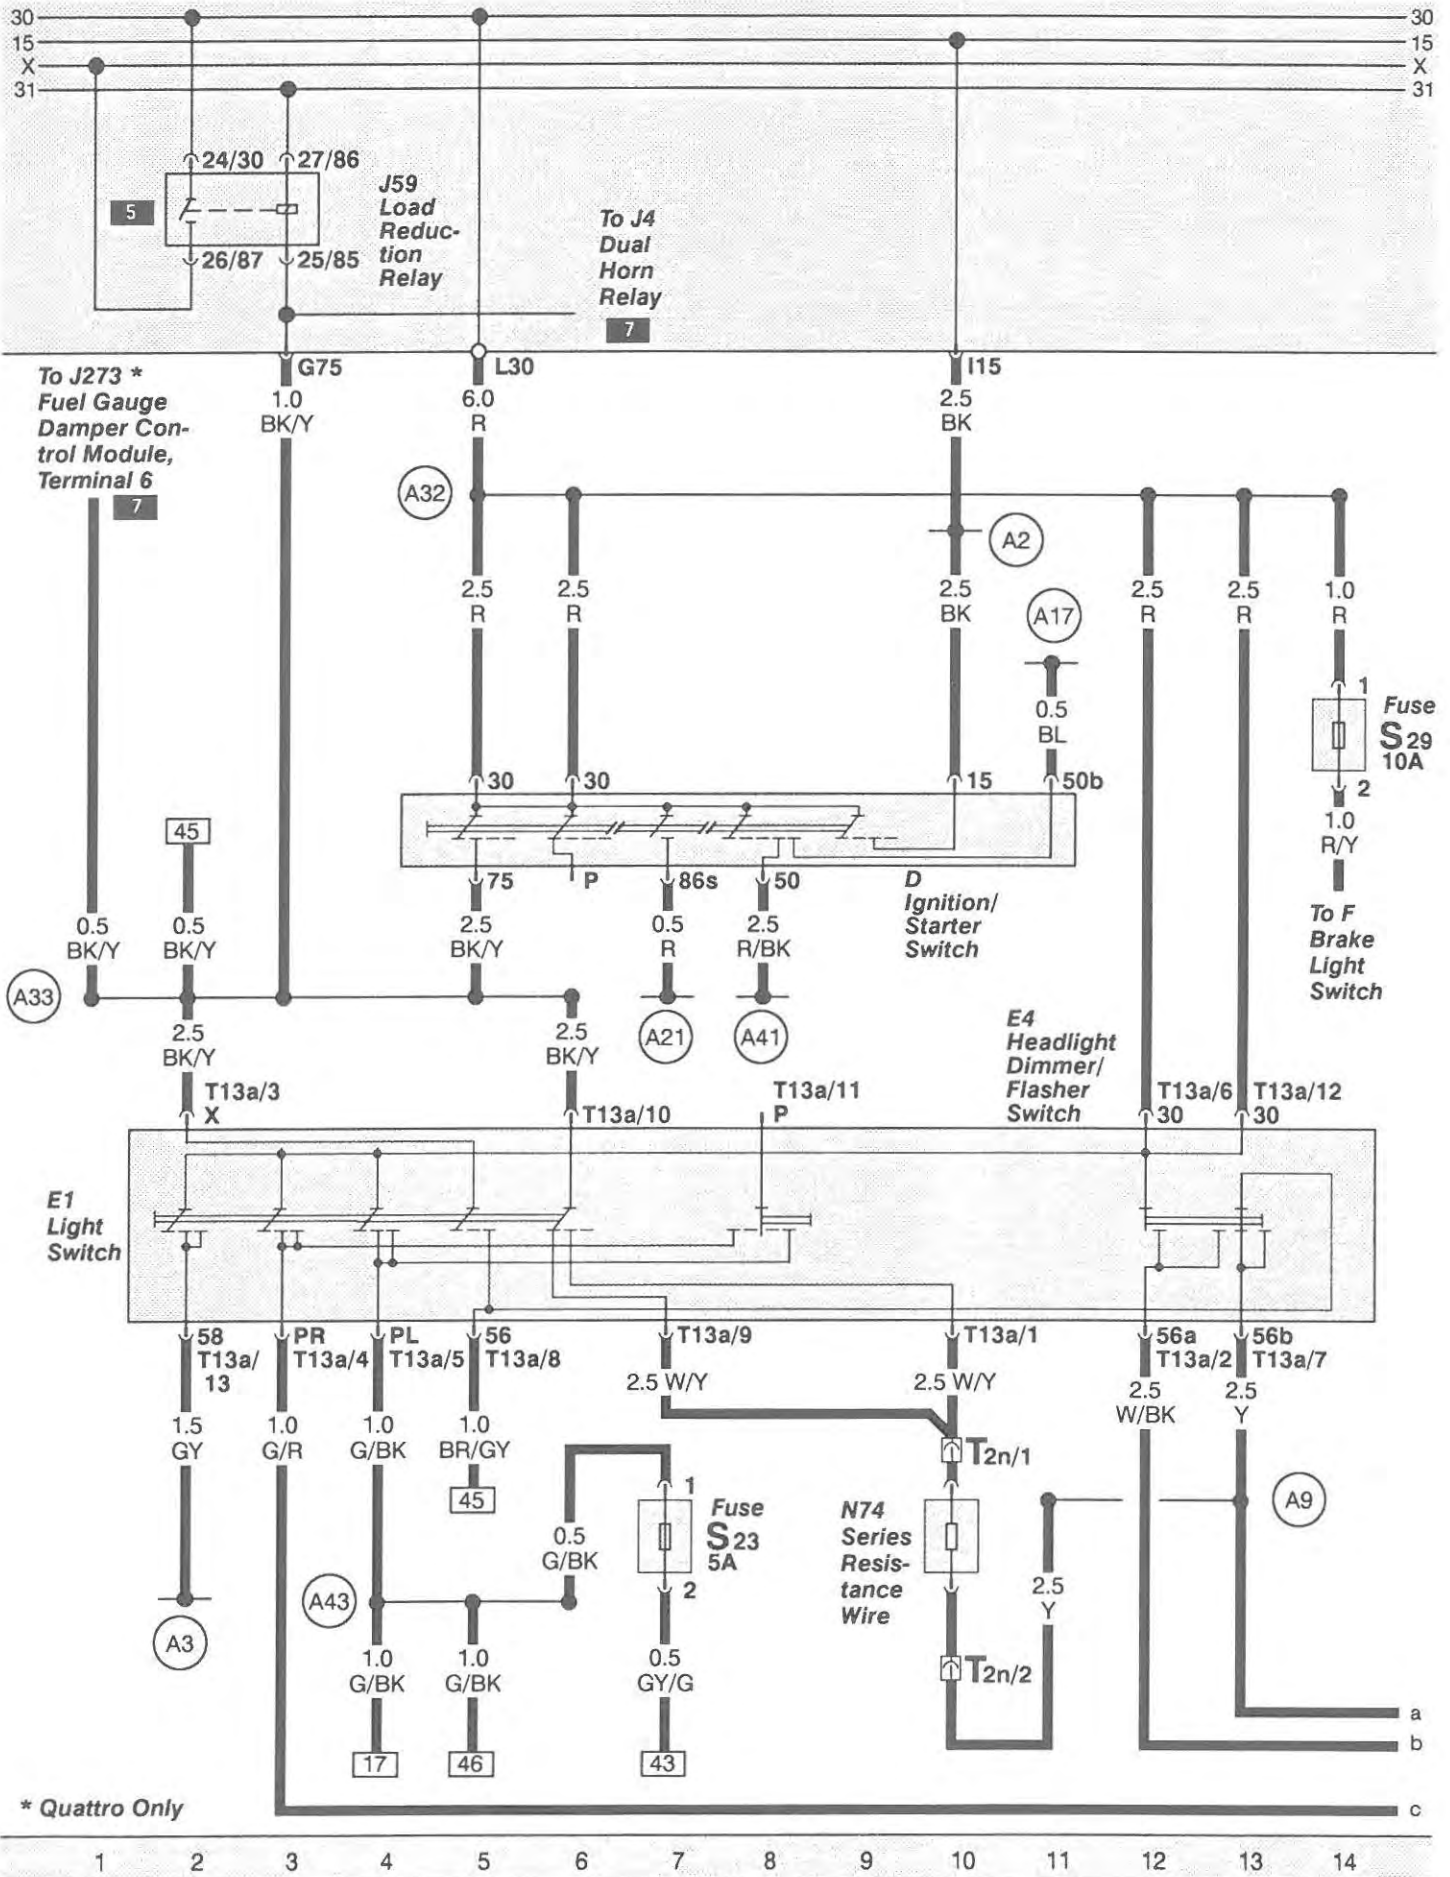 30 30
15 15
X X
31 31
24/30 27/86
5
J59
Load
Reduc-
tion
Relay
26/87 25/85
To J4
Dual
Horn
Relay
7
G75 L30 I15
To J273 *
Fuel Gauge
Damper Con-
trol Module,
Terminal 6
7
1.0
BK/Y
6.0
R
2.5
BK
A32
A2
2.5
R
2.5
R
2.5
BK
A17
2.5
R
2.5
R
1.0
R
0.5
BL
1
Fuse
S29
10A
2
30 30 15 50b
1.0
R/Y
To F
Brake
Light
Switch
45
75 P 86s 50
D
Ignition/
Starter
Switch
0.5
BK/Y
0.5
BK/Y
2.5
BK/Y
0.5
R
2.5
R/BK
A33
A21 A41
2.5
BK/Y
2.5
BK/Y
E4
Headlight
Dimmer/
Flasher
Switch
T13a/3
X
T13a/10
T13a/11
P
T13a/6
30
T13a/12
30
E1
Light
Switch
58
T13a/
13
PR
T13a/4
PL
T13a/5
56
T13a/8
T13a/9
T13a/1
56a
T13a/2
56b
T13a/7
2.5 W/Y
2.5 W/Y
2.5
W/BK
2.5
Y
1.5
GY
1.0
G/R
1.0
G/BK
1.0
BR/GY
45
T2n/1
1
Fuse
S23
5A
2
0.5
G/BK
N74
Series
Resis-
tance
Wire
A9
2.5
Y
A43
A3
1.0
G/BK
1.0
G/BK
0.5
GY/G
T2n/2
17 46 43
a
b
c
* Quattro Only
1 2 3 4 5 6 7 8 9 10 11 12 13 14